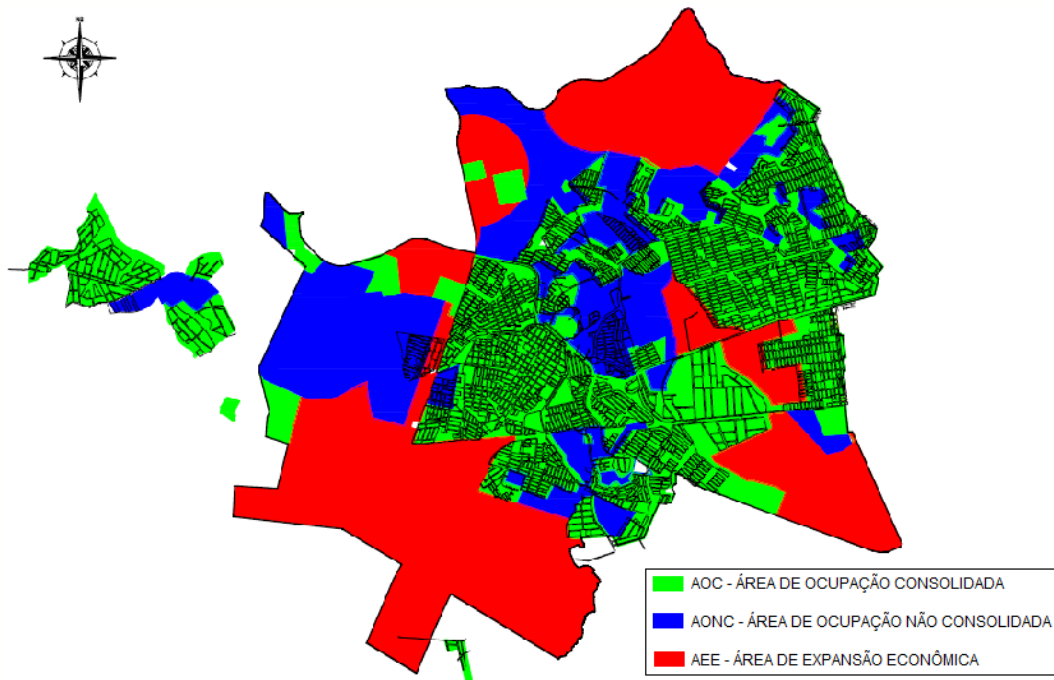 AOC - ÁREA DE OCUPAÇÃO CONSOLIDADA
AONC - ÁREA DE OCUPAÇÃO NÃO CONSOLIDADA
AEE - ÁREA DE EXPANSÃO ECONÔMICA